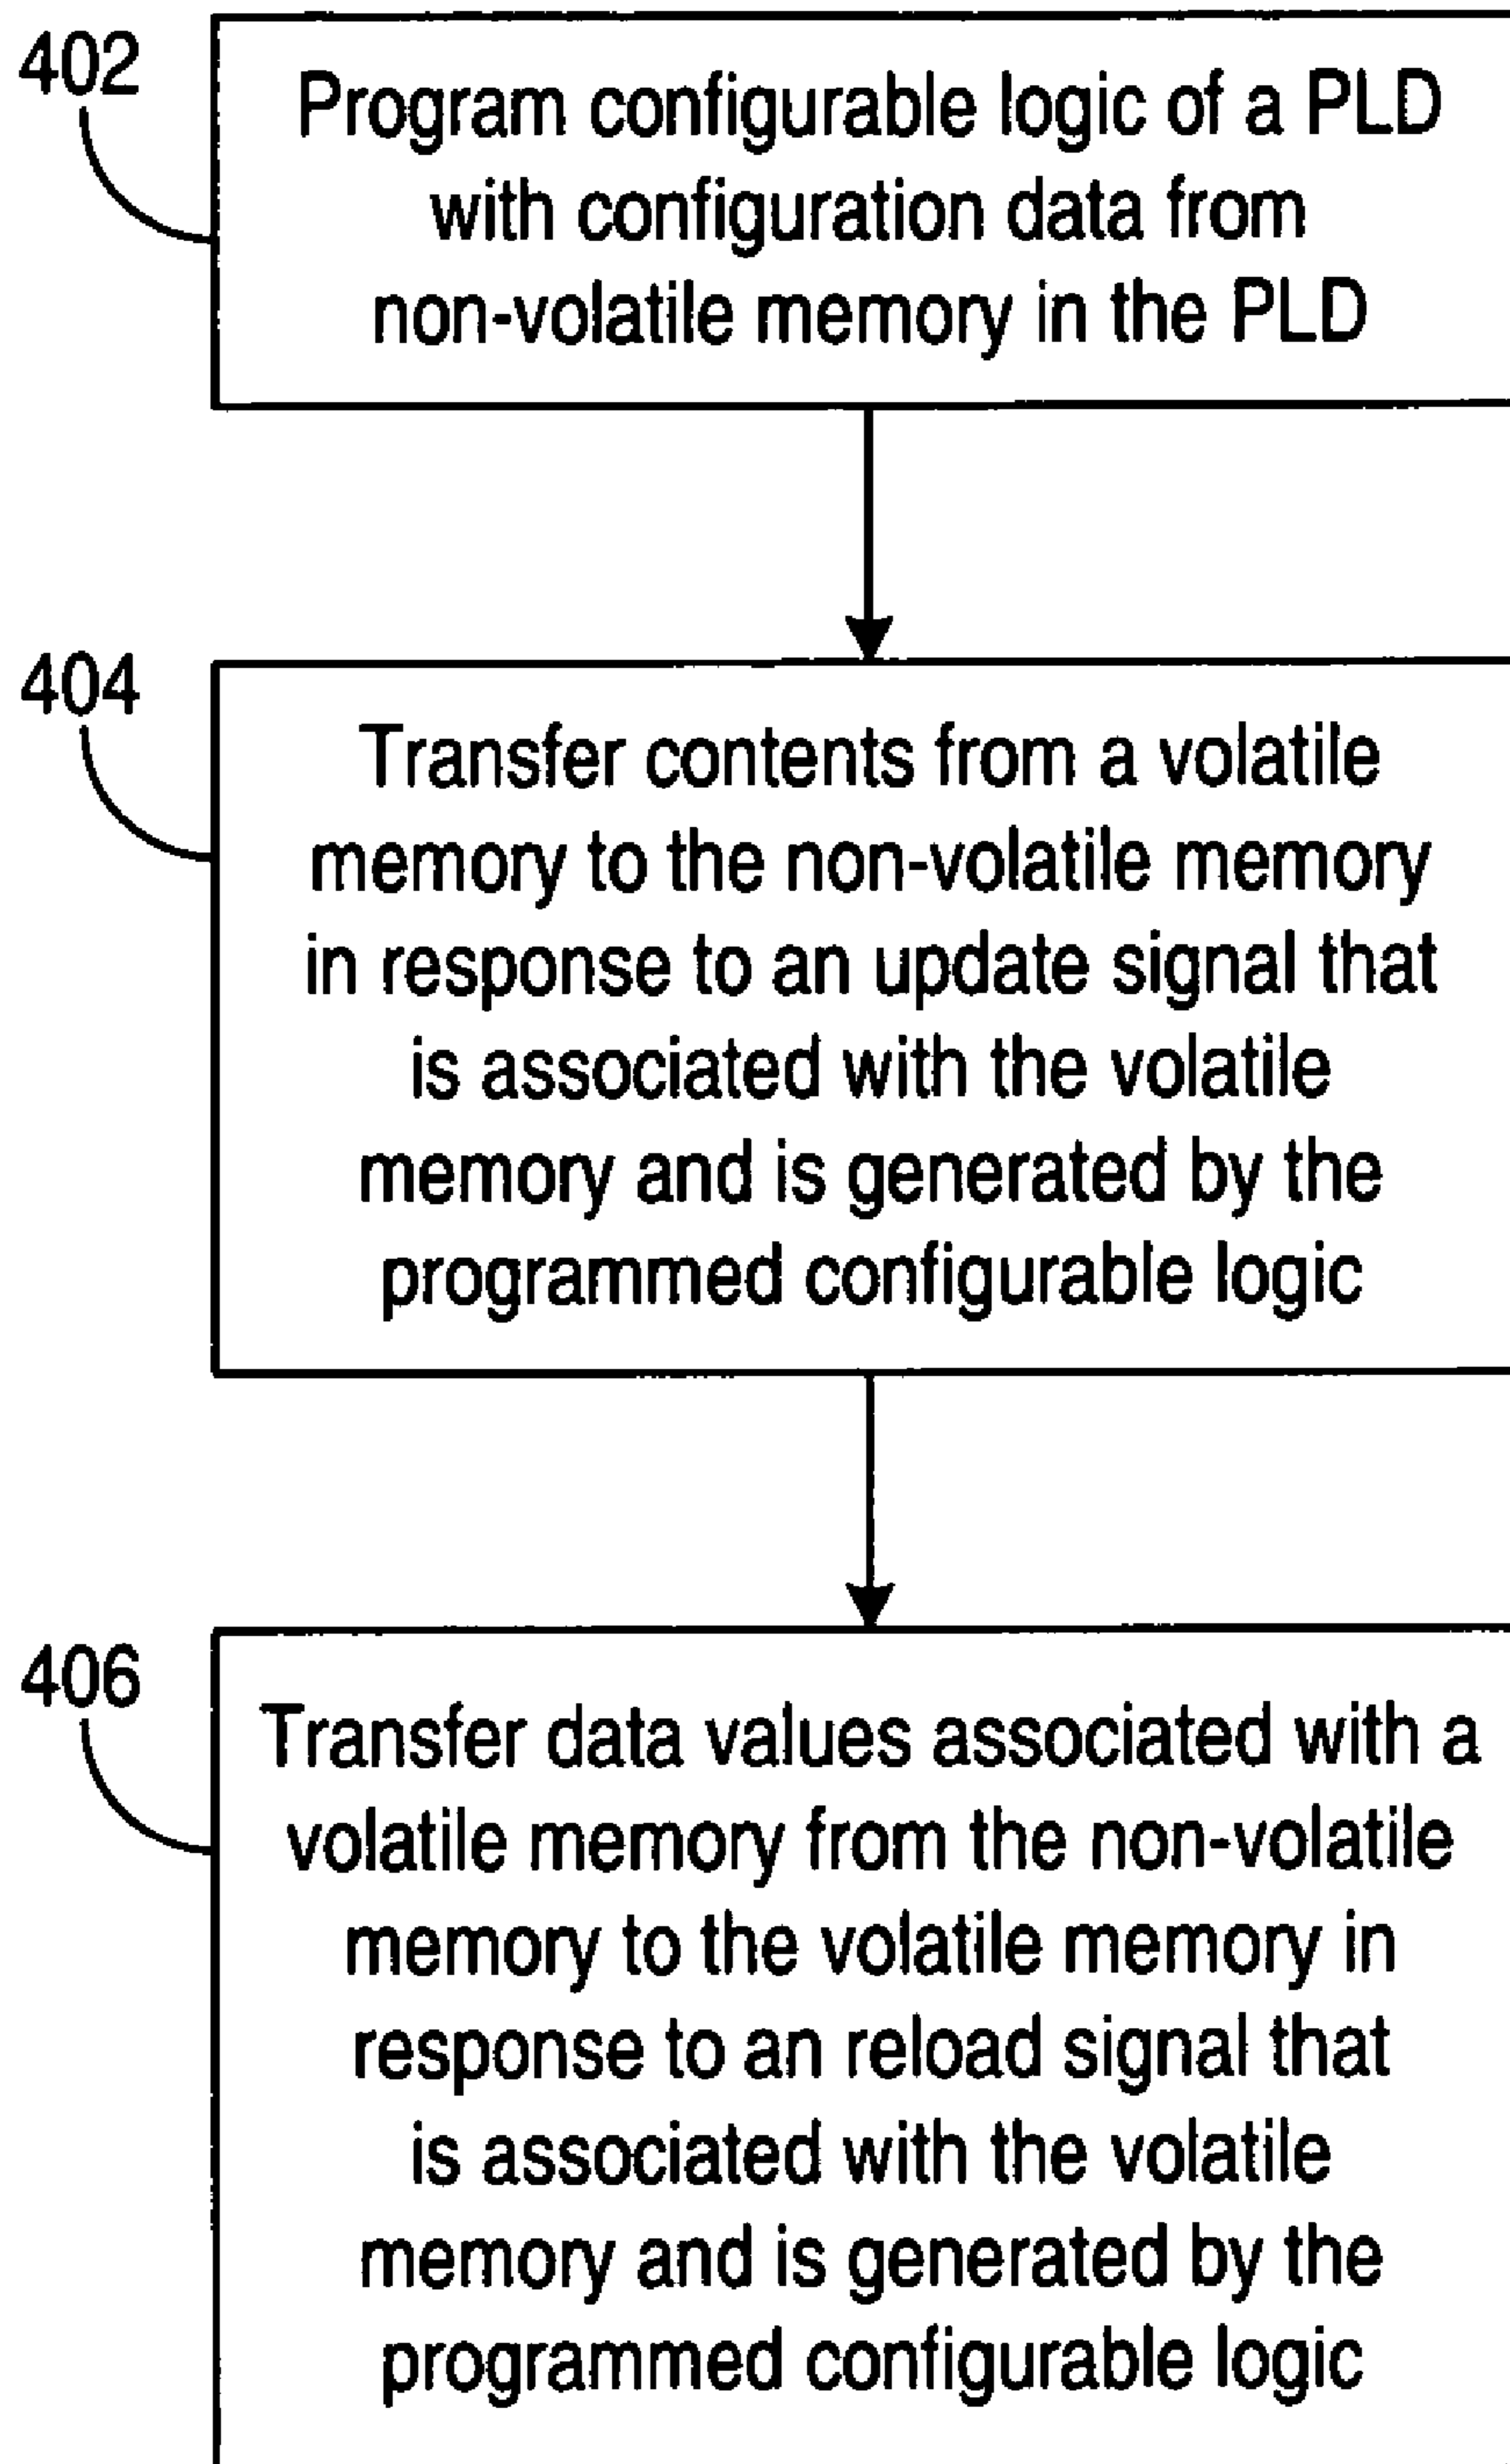 402
Program configurable logic of a PLD
with configuration data from
non-volatile memory in the PLD
404
Transfer contents from a volatile
memory to the non-volatile memory
in response to an update signal that
is associated with the volatile
memory and is generated by the
programmed configurable logic
406
Transfer data values associated with a
volatile memory from the non-volatile
memory to the volatile memory in
response to an reload signal that
is associated with the volatile
memory and is generated by the
programmed configurable logic